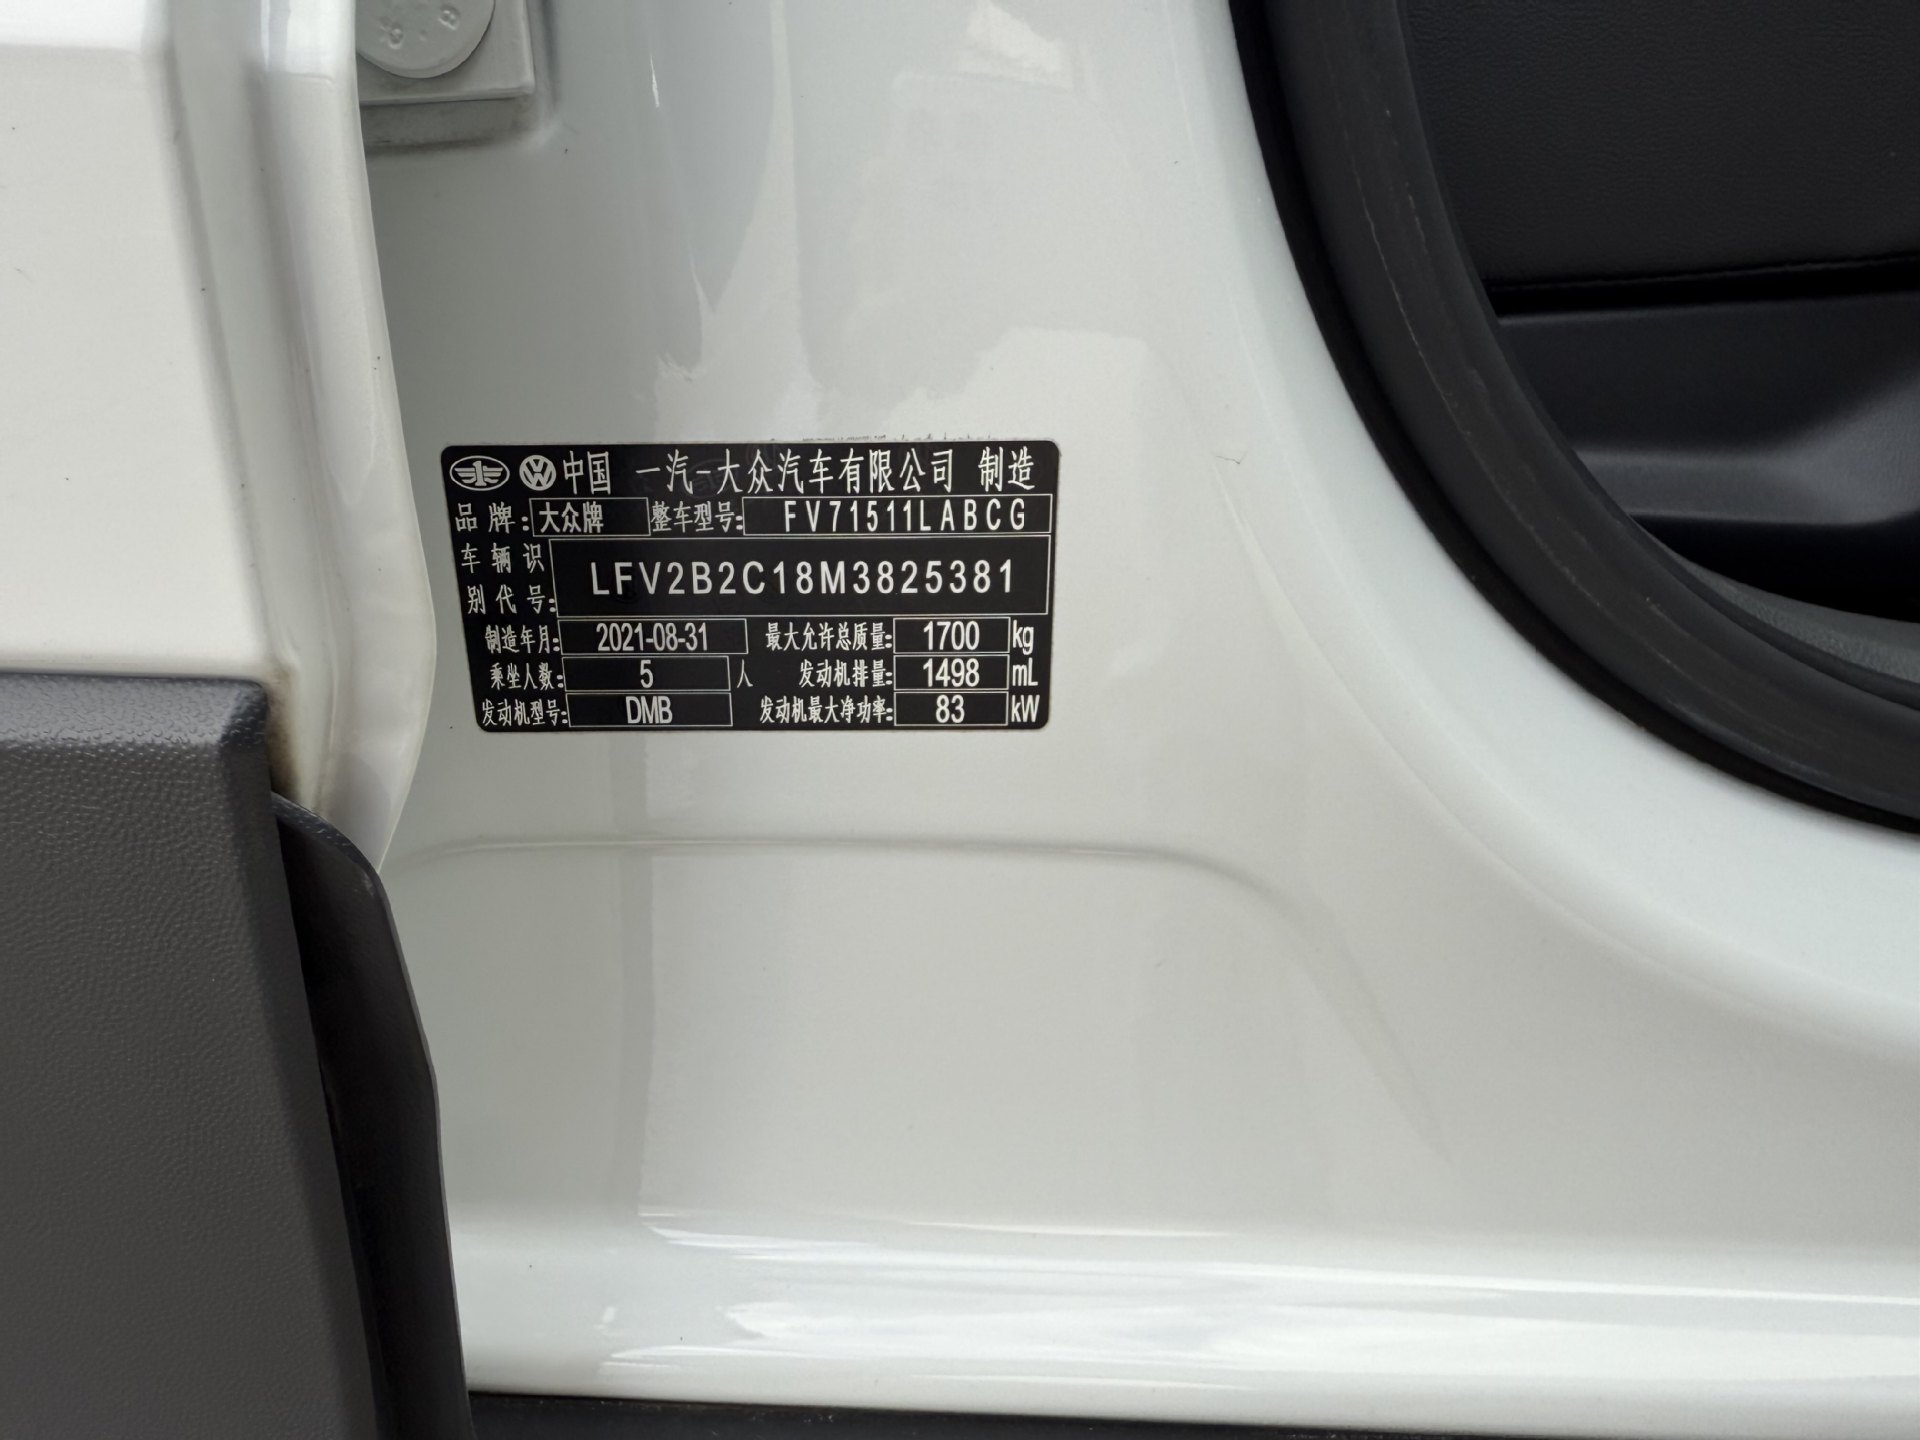 中国 一汽-大众汽车有限公司 制造
品牌: 大众牌 整车型号: FV71511LABCG
车辆识
别代号: LFV2B2C18M3825381
制造年月: 2021-08-31 最大允许总质量: 1700 kg
乘坐人数: 5 人 发动机排量: 1498 mL
发动机型号: DMB 发动机最大净功率: 83 kW